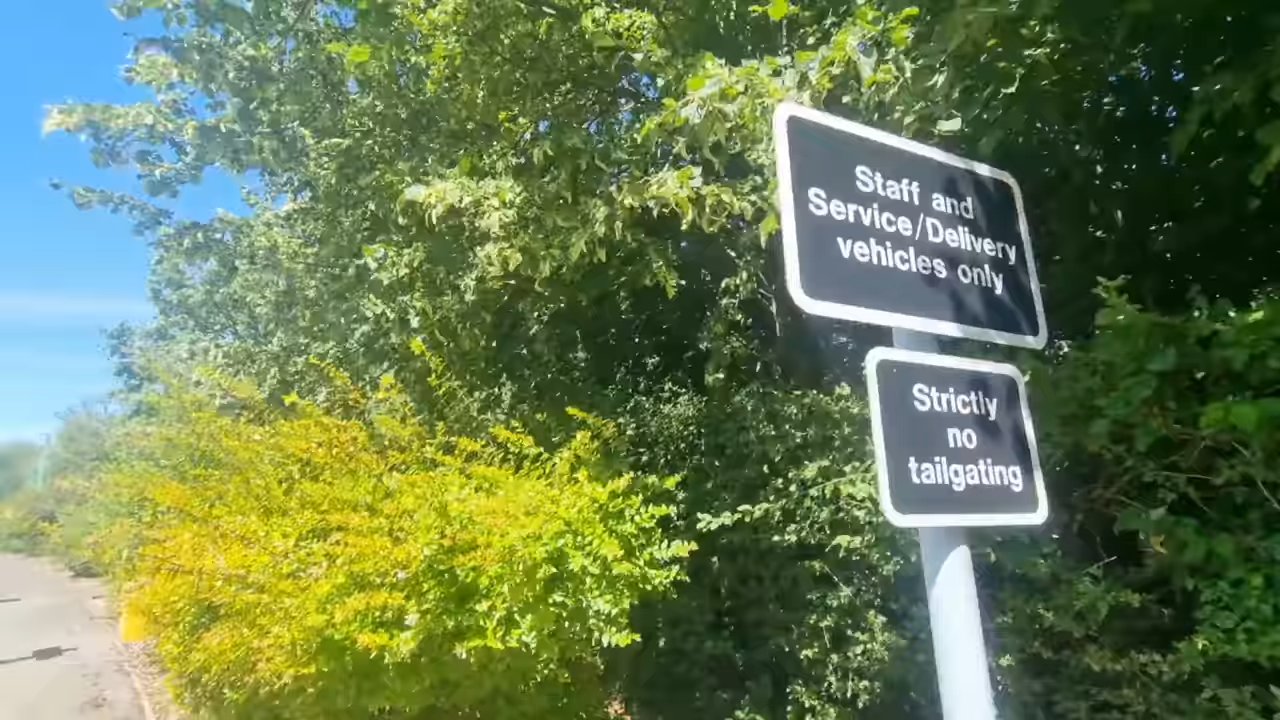 Staff and
Service/Delivery
vehicles only
Strictly
no
tailgating